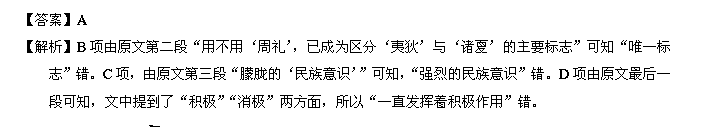 【答案】A
【解析】B 项由原文第二段“用不用‘周礼’，已成为区分‘夷狄’与‘诸夏’的主要标志”可知“唯一标
志”错。C 项，由原文第三段“朦胧的‘民族意识’”可知，“强烈的民族意识”错。D 项由原文最后一
段可知，文中提到了“积极”“消极”两方面，所以“一直发挥着积极作用”错。